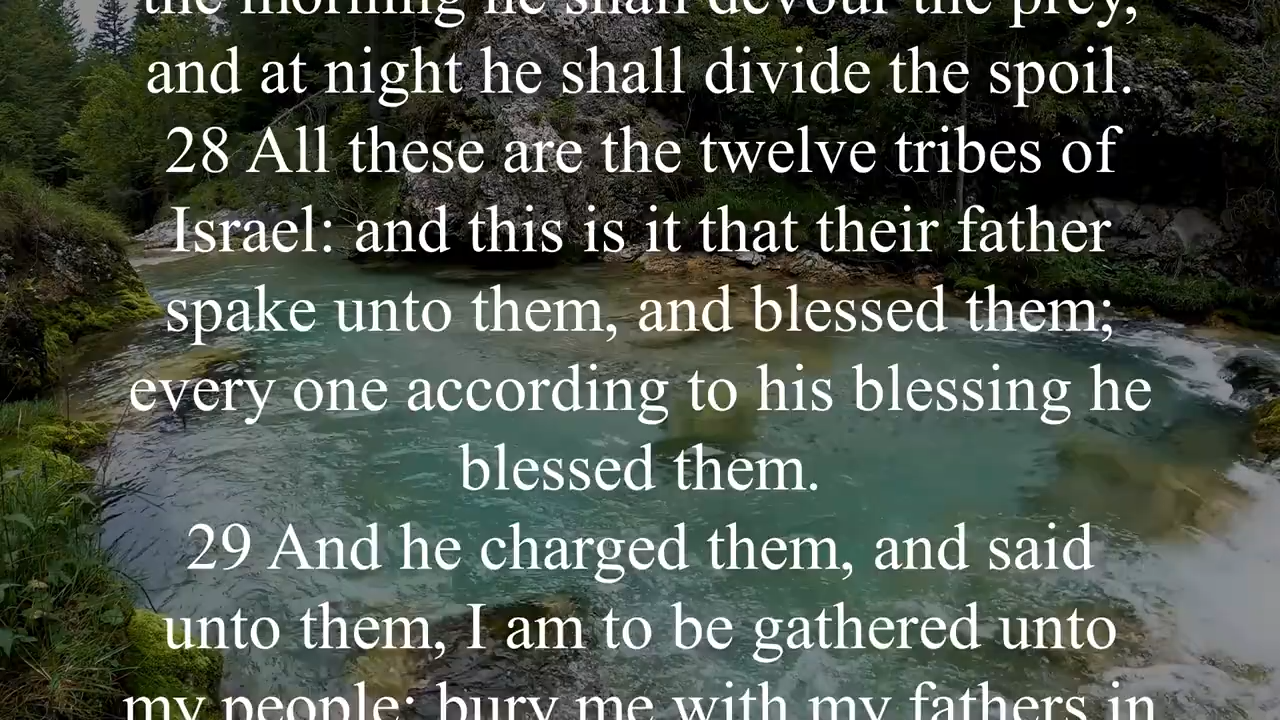 the morning he shall devour the prey,
and at night he shall divide the spoil.
28 All these are the twelve tribes of
Israel: and this is it that their father
spake unto them, and blessed them;
every one according to his blessing he
blessed them.
29 And he charged them, and said
unto them, I am to be gathered unto
my people: bury me with my fathers in